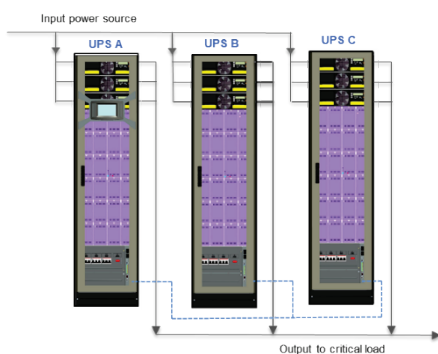 Input power source
UPS A
UPS B
UPS C
Output to critical load